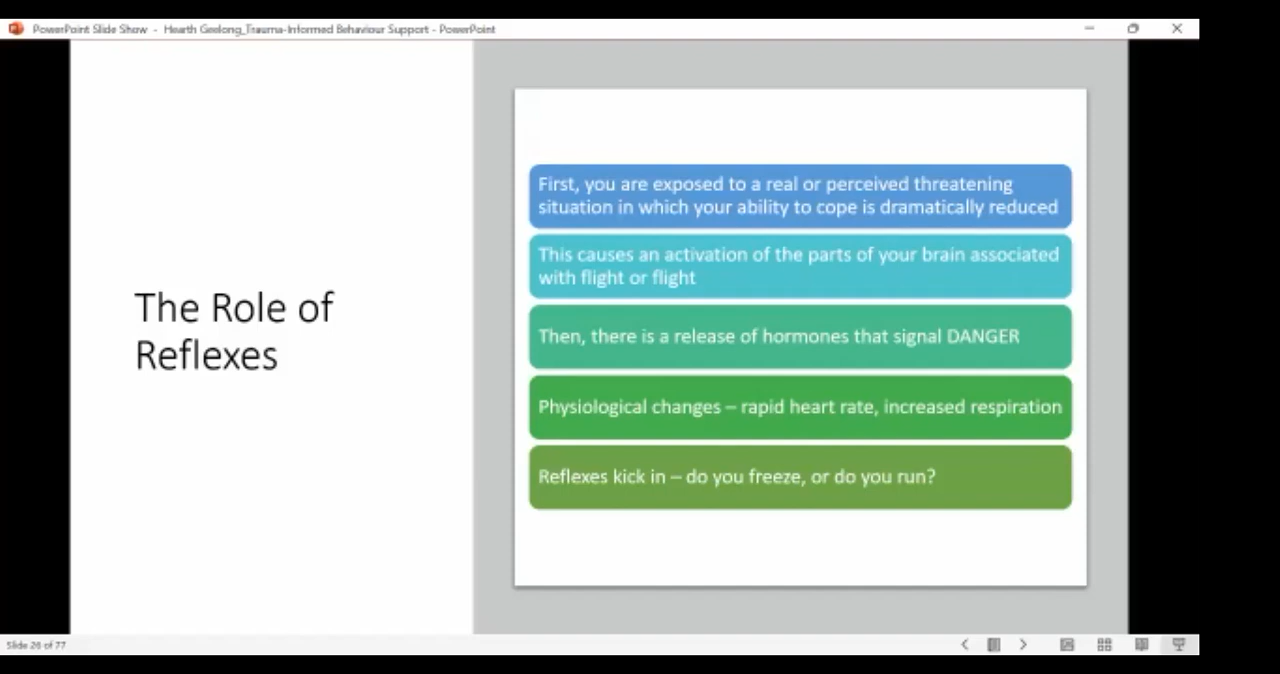 PowerPoint Slide Show - Hearth Geelong_Trauma-Informed Behaviour Support - PowerPoint
The Role of
Reflexes
First, you are exposed to a real or perceived threatening
situation in which your ability to cope is dramatically reduced
This causes an activation of the parts of your brain associated
with flight or flight
Then, there is a release of hormones that signal DANGER
Physiological changes – rapid heart rate, increased respiration
Reflexes kick in – do you freeze, or do you run?
Slide 26 of 77